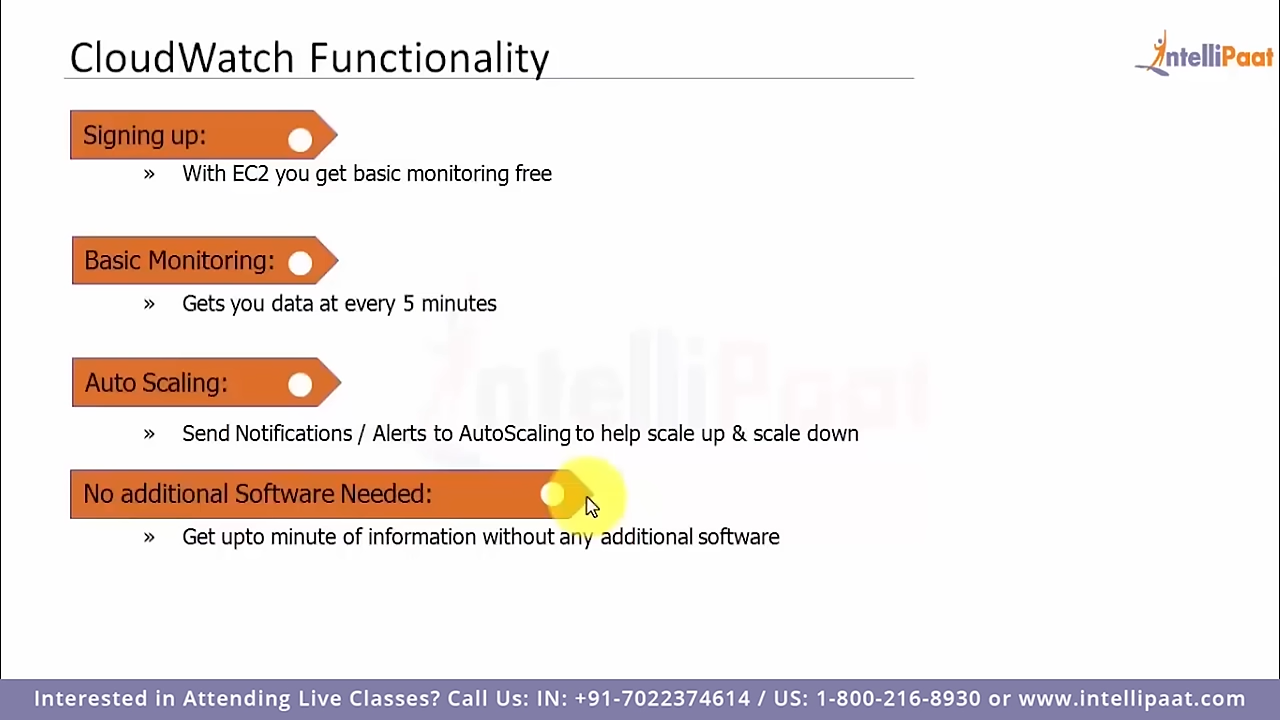 CloudWatch Functionality
IntelliPaat
Signing up:
» With EC2 you get basic monitoring free
Basic Monitoring:
» Gets you data at every 5 minutes
Auto Scaling:
» Send Notifications / Alerts to AutoScaling to help scale up & scale down
No additional Software Needed:
» Get upto minute of information without any additional software
IntelliPaat
Interested in Attending Live Classes? Call Us: IN: +91-7022374614 / US: 1-800-216-8930 or www.intellipaat.com